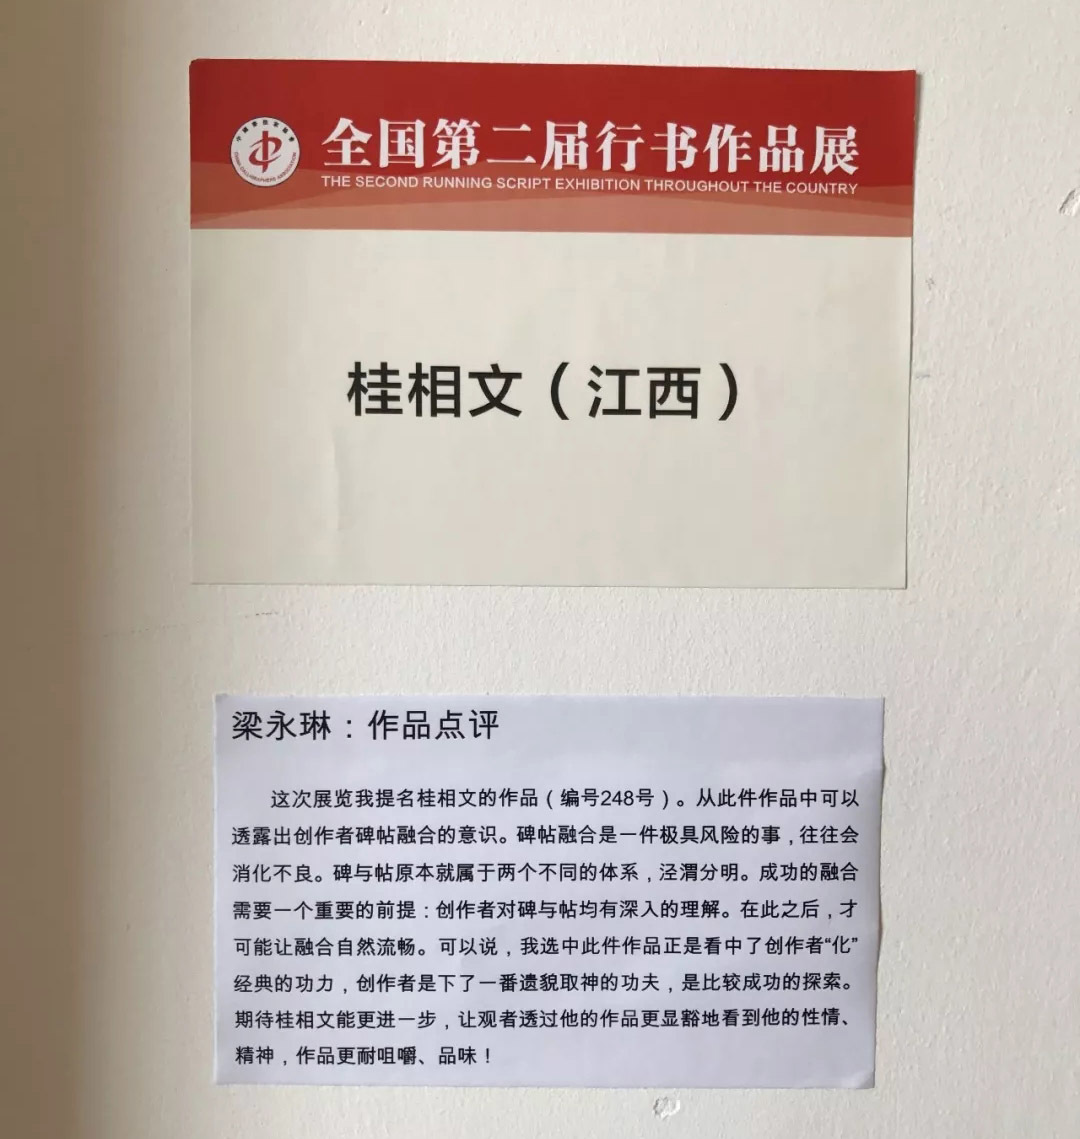 全国第二届行书作品展
THE SECOND RUNNING SCRIPT EXHIBITION THROUGHOUT THE COUNTRY
桂相文（江西）
梁永琳：作品点评
这次展览我提名桂相文的作品（编号248号）。从此件作品中可以
透露出创作者碑帖融合的意识。碑帖融合是一件极具风险的事，往往会
消化不良。碑与帖原本就属于两个不同的体系，泾渭分明。成功的融合
需要一个重要的前提：创作者对碑与帖均有深入的理解。在此之后，才
可能让融合自然流畅。可以说，我选中此件作品正是看中了创作者“化”
经典的功力，创作者是下了一番遗貌取神的功夫，是比较成功的探索。
期待桂相文能更进一步，让观者透过他的作品更显豁地看到他的性情、
精神，作品更耐咀嚼、品味！